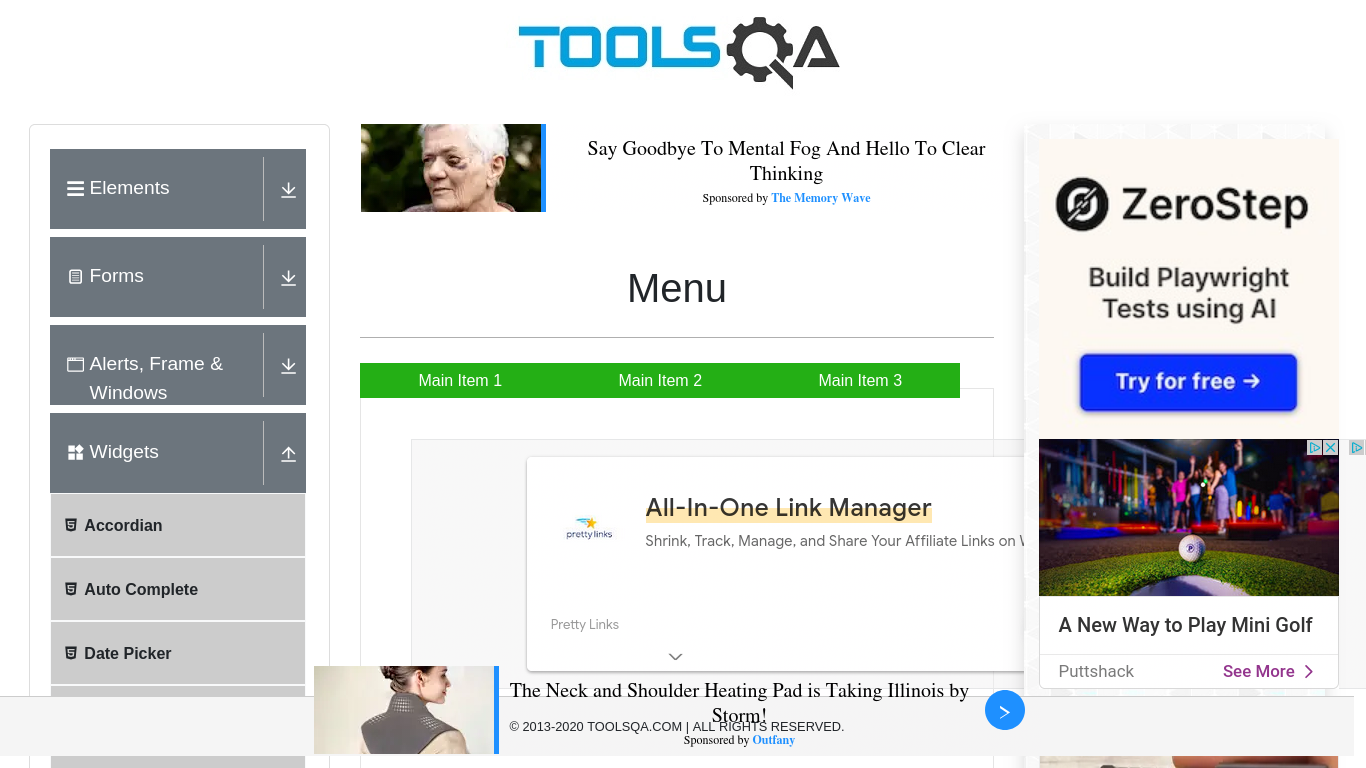 TOOLSQA
Elements
Forms
Alerts, Frame &
Windows
Widgets
Accordian
Auto Complete
Date Picker
Say Goodbye To Mental Fog And Hello To Clear
Thinking
Sponsored by The Memory Wave
Menu
Main Item 1
Main Item 2
Main Item 3
All-In-One Link Manager
Shrink, Track, Manage, and Share Your Affiliate Links on
pretty links
Pretty Links
ZeroStep
Build Playwright
Tests using AI
Try for free →
A New Way to Play Mini Golf
Puttshack
See More
The Neck and Shoulder Heating Pad is Taking Illinois by
Storm!
© 2013-2020 TOOLSQA.COM | ALL RIGHTS RESERVED.
Sponsored by Outfany